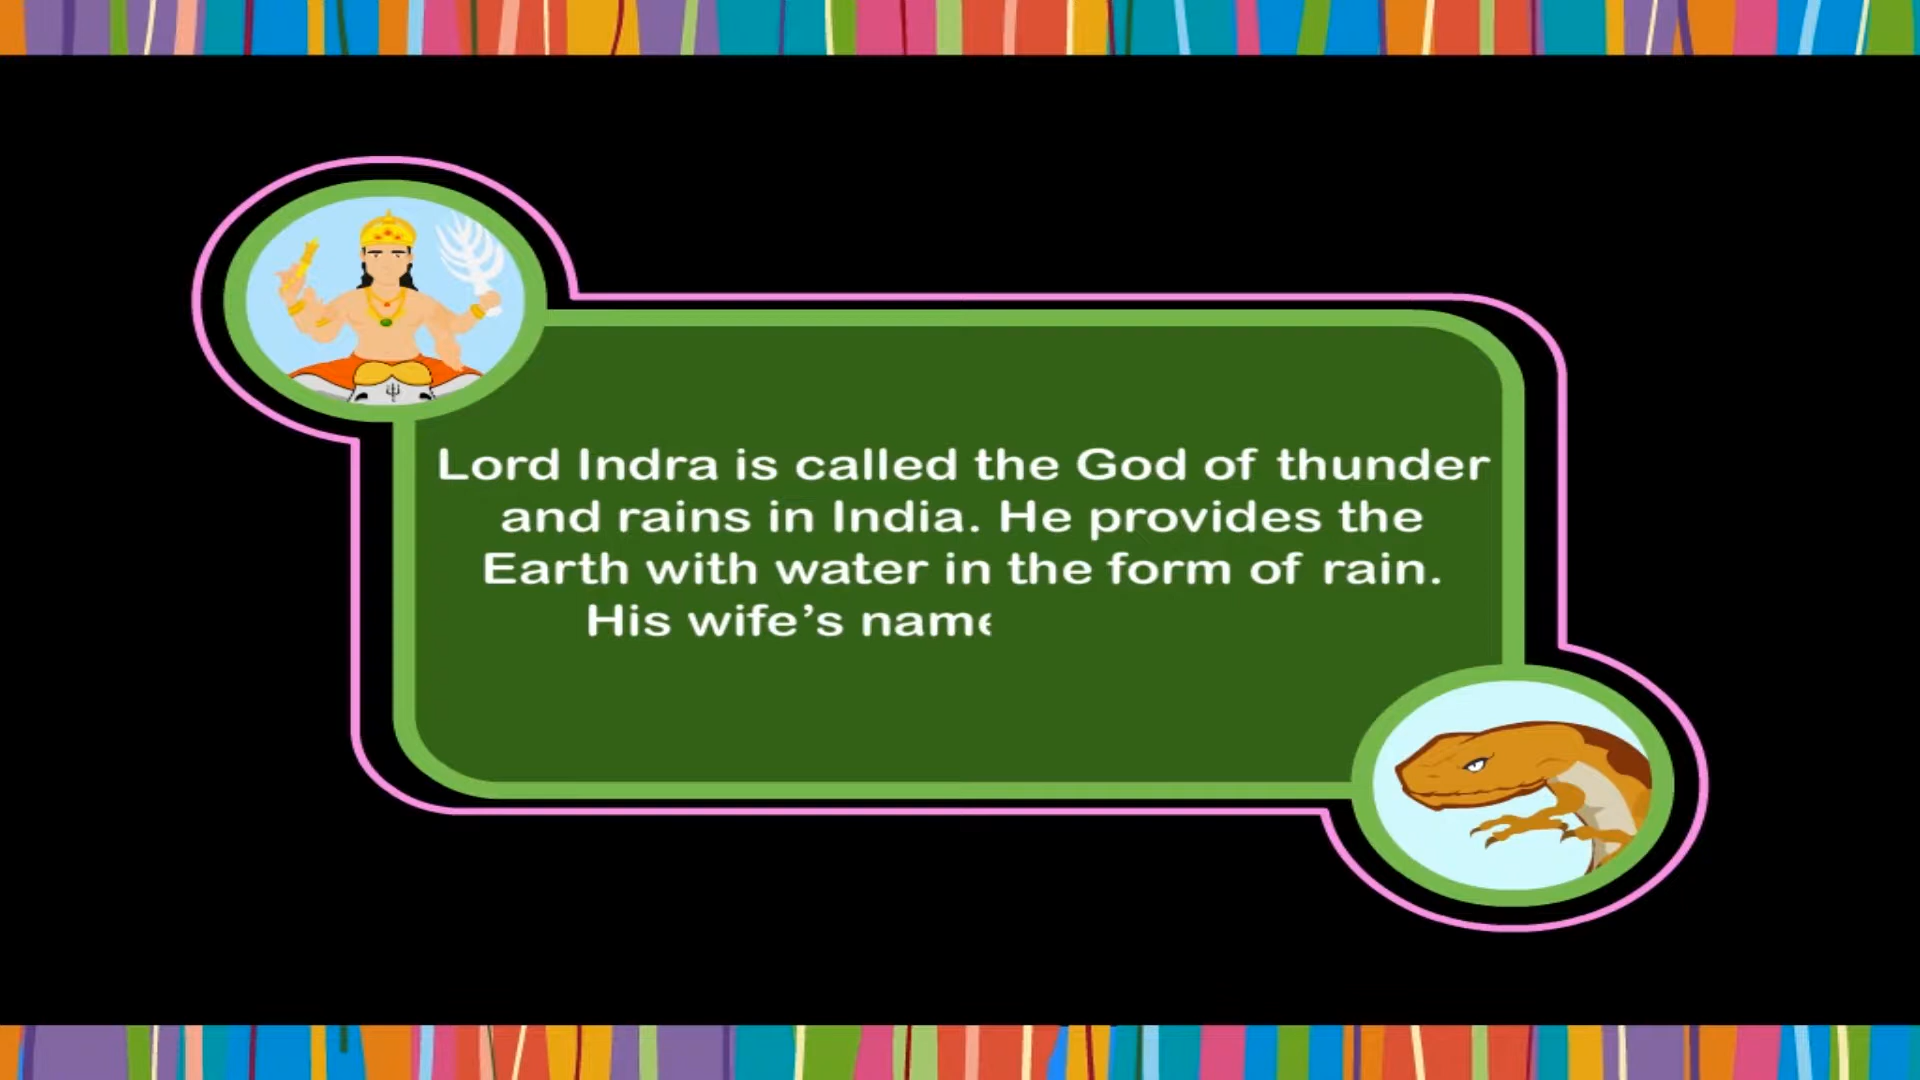 Lord Indra is called the God of thunder
and rains in India. He provides the
Earth with water in the form of rain.
His wife’s name